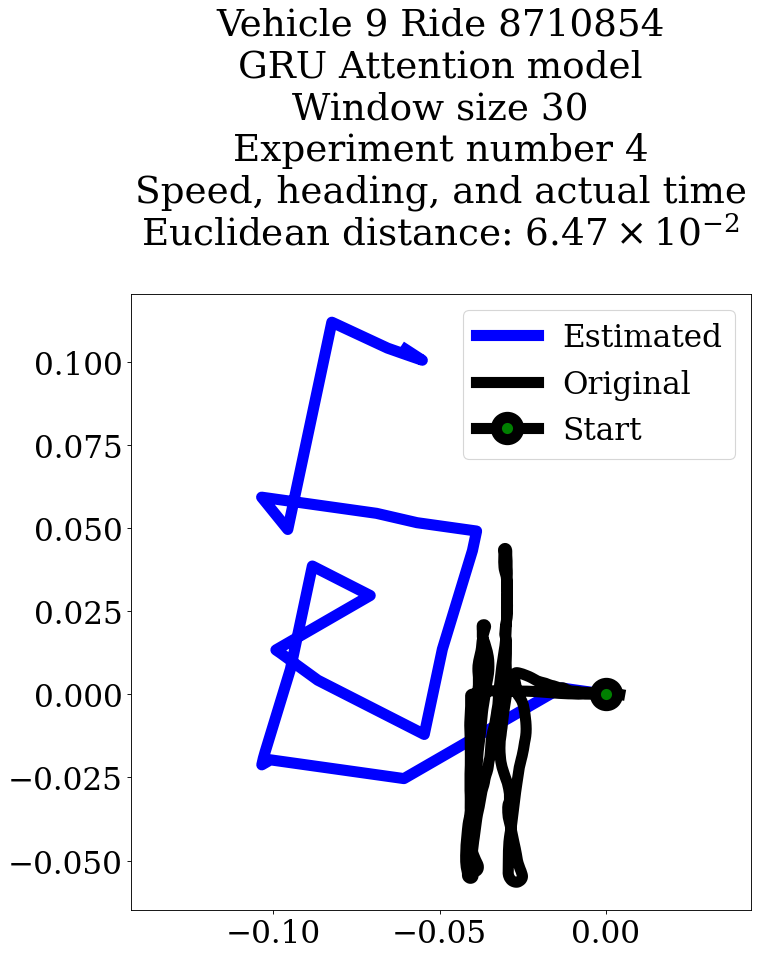 Vehicle 9 Ride 8710854
GRU Attention model
Window size 30
Experiment number 4
Speed, heading, and actual time
Euclidean distance: 6.47 × 10⁻²
Estimated
Original
Start
0.100
0.075
0.050
0.025
0.000
−0.025
−0.050
−0.10 −0.05 0.00